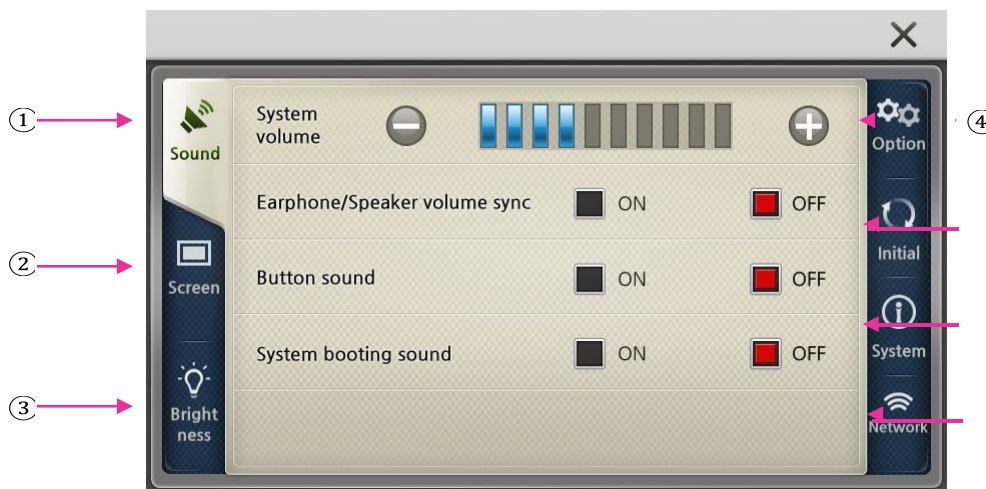 ①
Sound
②
Screen
③
Bright
ness
System
volume
Earphone/Speaker volume sync
ON
OFF
Button sound
ON
OFF
System booting sound
ON
OFF
④
Option
Initial
System
Network